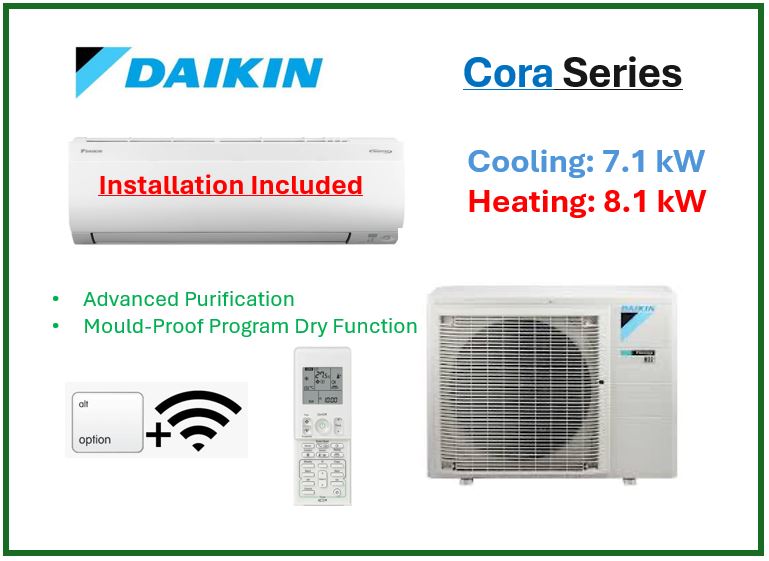 DAIKIN
Cora Series
DAIKIN
Installation Included
Cooling: 7.1 kW
Heating: 8.1 kW
• Advanced Purification
• Mould-Proof Program Dry Function
DAIKIN
alt
option
+